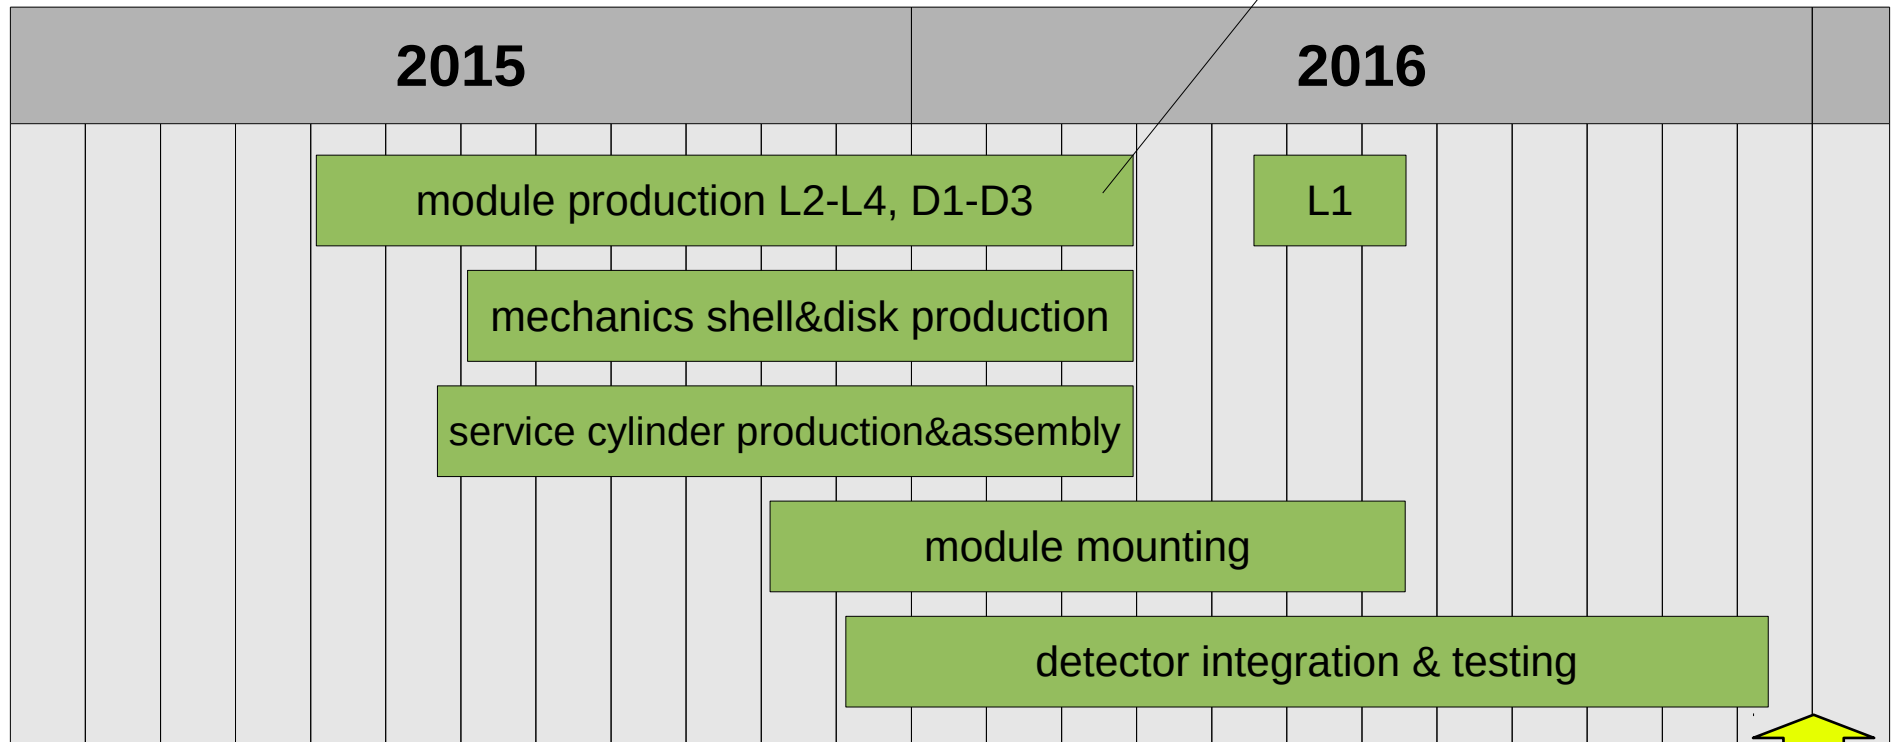 2015
2016
module production L2-L4, D1-D3
L1
mechanics shell&disk production
service cylinder production&assembly
module mounting
detector integration & testing